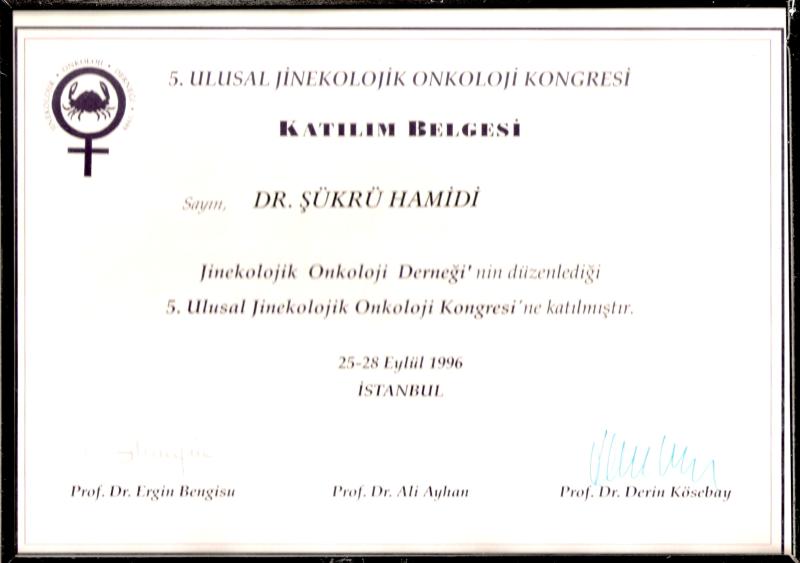 5. ULUSAL JİNEKOLOJİK ONKOLOJİ KONGRESİ
KATILIM BELGESİ
Sayın, DR. ŞÜKRÜ HAMİDİ
Jinekolojik Onkoloji Derneği'nin düzenlediği
5. Ulusal Jinekolojik Onkoloji Kongresi'ne katılmıştır.
25-28 Eylül 1996
İSTANBUL
Prof. Dr. Ergin Bengisu Prof. Dr. Ali Ayhan Prof. Dr. Derin Kösebay